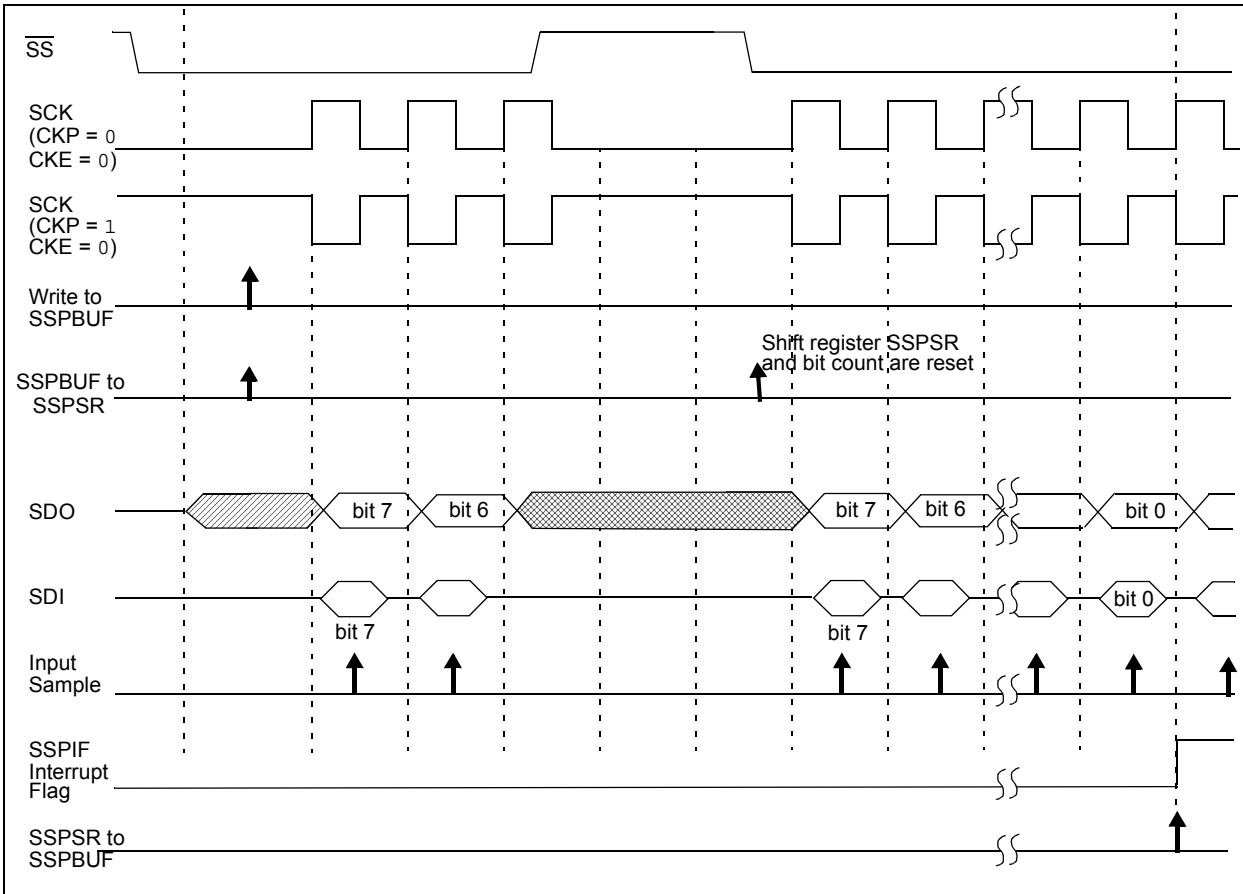 SS
SCK
(CKP = 0
CKE = 0)
SCK
(CKP = 1
CKE = 0)
Write to
SSPBUF
Shift register SSPSR
and bit count are reset
SSPBUF to
SSPSR
SDO
bit 7
bit 6
bit 7
bit 6
bit 0
SDI
bit 0
bit 7
bit 7
Input
Sample
SSPIF
Interrupt
Flag
SSPSR to
SSPBUF